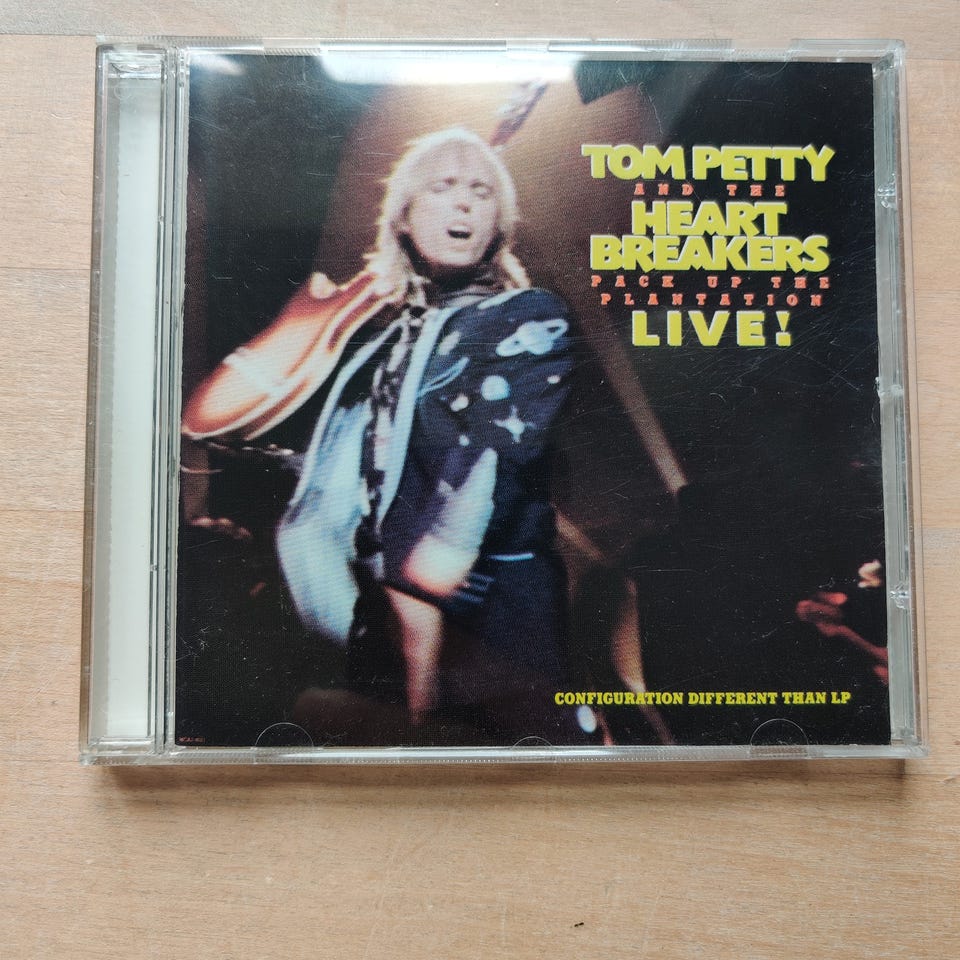 TOM PETTY
AND THE
HEART
BREAKERS
PACK UP THE
PLANTATION
LIVE!
CONFIGURATION DIFFERENT THAN LP